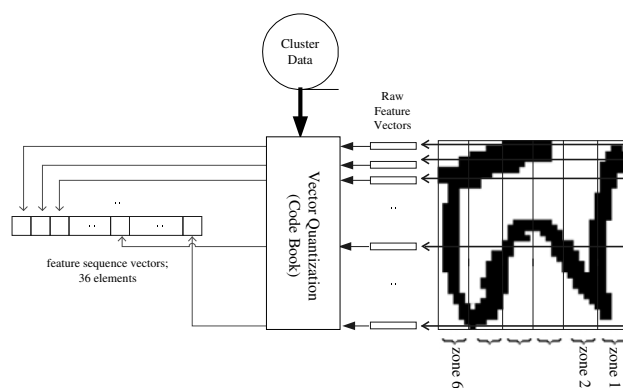 Cluster
Data
Raw
Feature
Vectors
Vector Quantization
(Code Book)
..
..
..
..
..
feature sequence vectors;
36 elements
zone 6
zone 2
zone 1